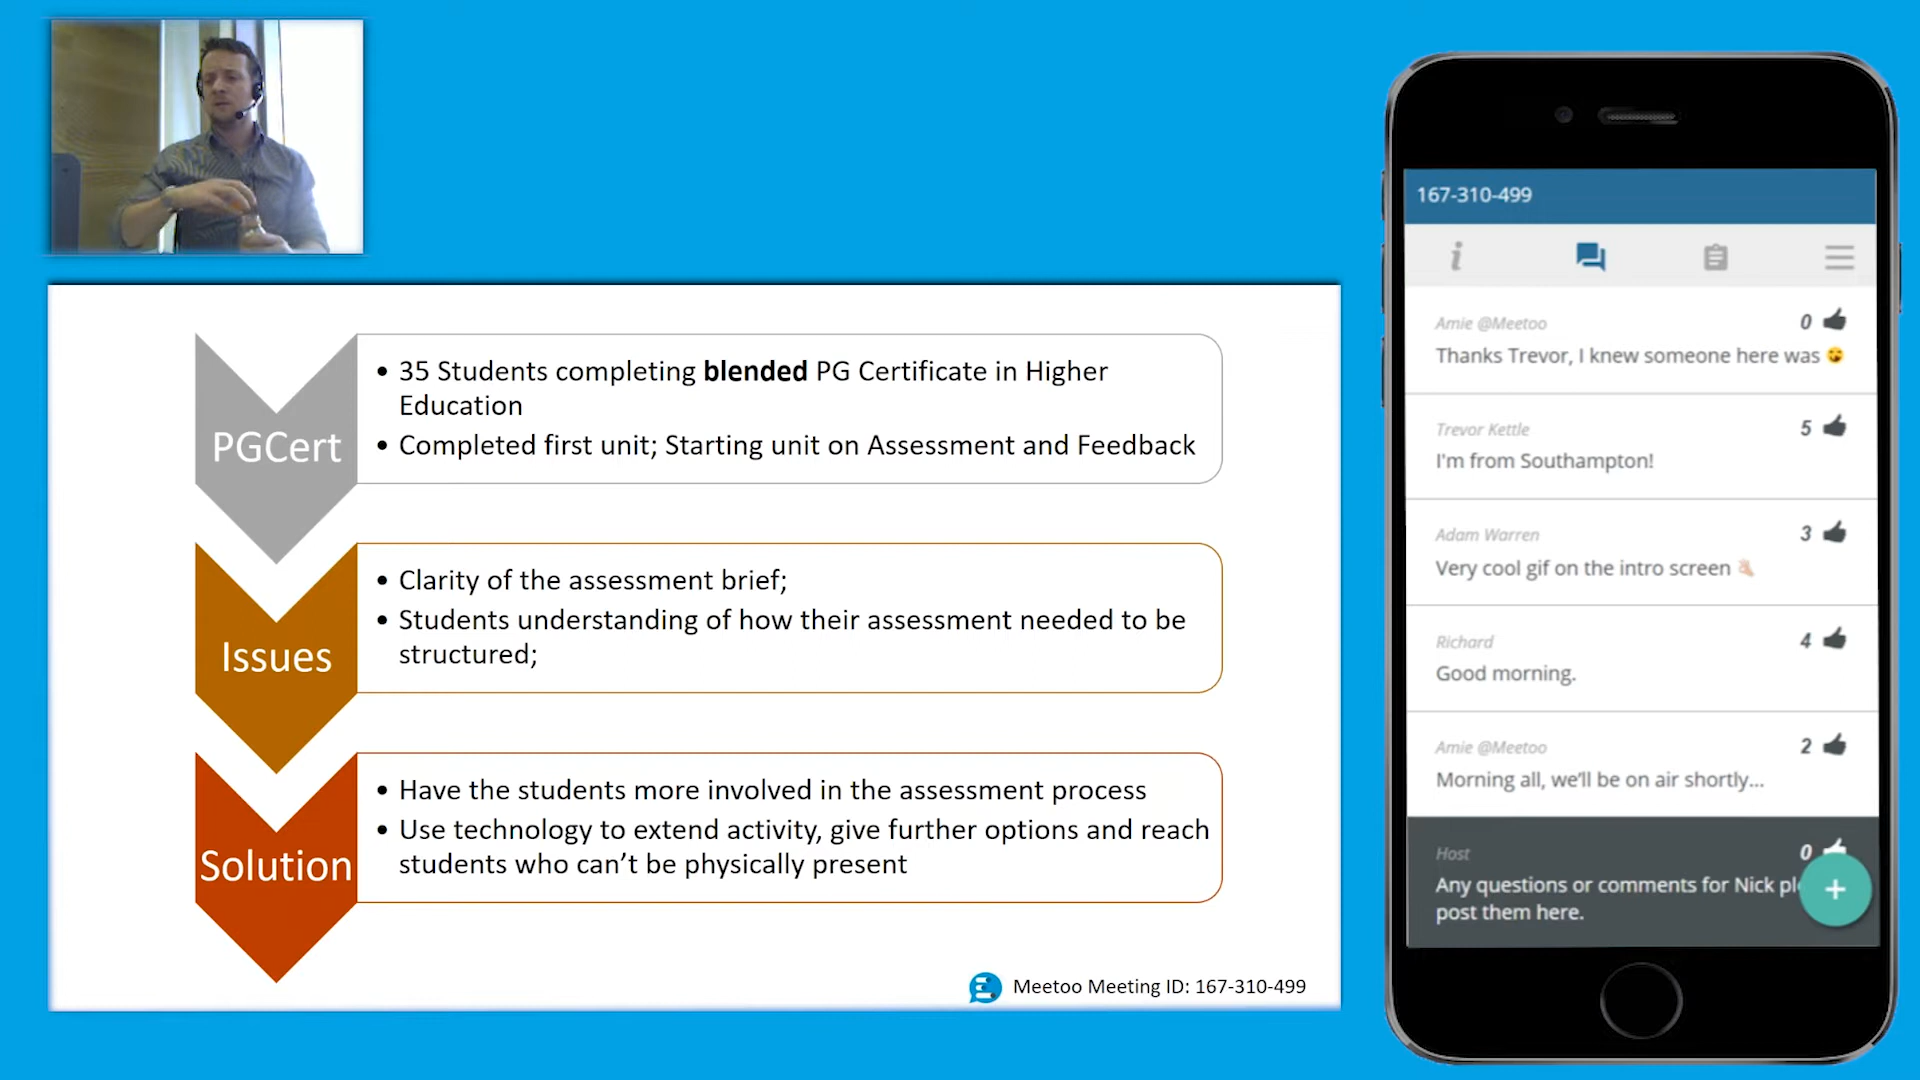 PGCert
• 35 Students completing blended PG Certificate in Higher
Education
• Completed first unit; Starting unit on Assessment and Feedback
Issues
• Clarity of the assessment brief;
• Students understanding of how their assessment needed to be
structured;
Solution
• Have the students more involved in the assessment process
• Use technology to extend activity, give further options and reach
students who can't be physically present
Meetoo Meeting ID: 167-310-499
167-310-499
Amie @Meetoo 0
Thanks Trevor, I knew someone here was 😜
Trevor Kettle 5
I'm from Southampton!
Adam Warren 3
Very cool gif on the intro screen 👌🏻
Richard 4
Good morning.
Amie @Meetoo 2
Morning all, we'll be on air shortly...
Host 0
Any questions or comments for Nick
post them here.